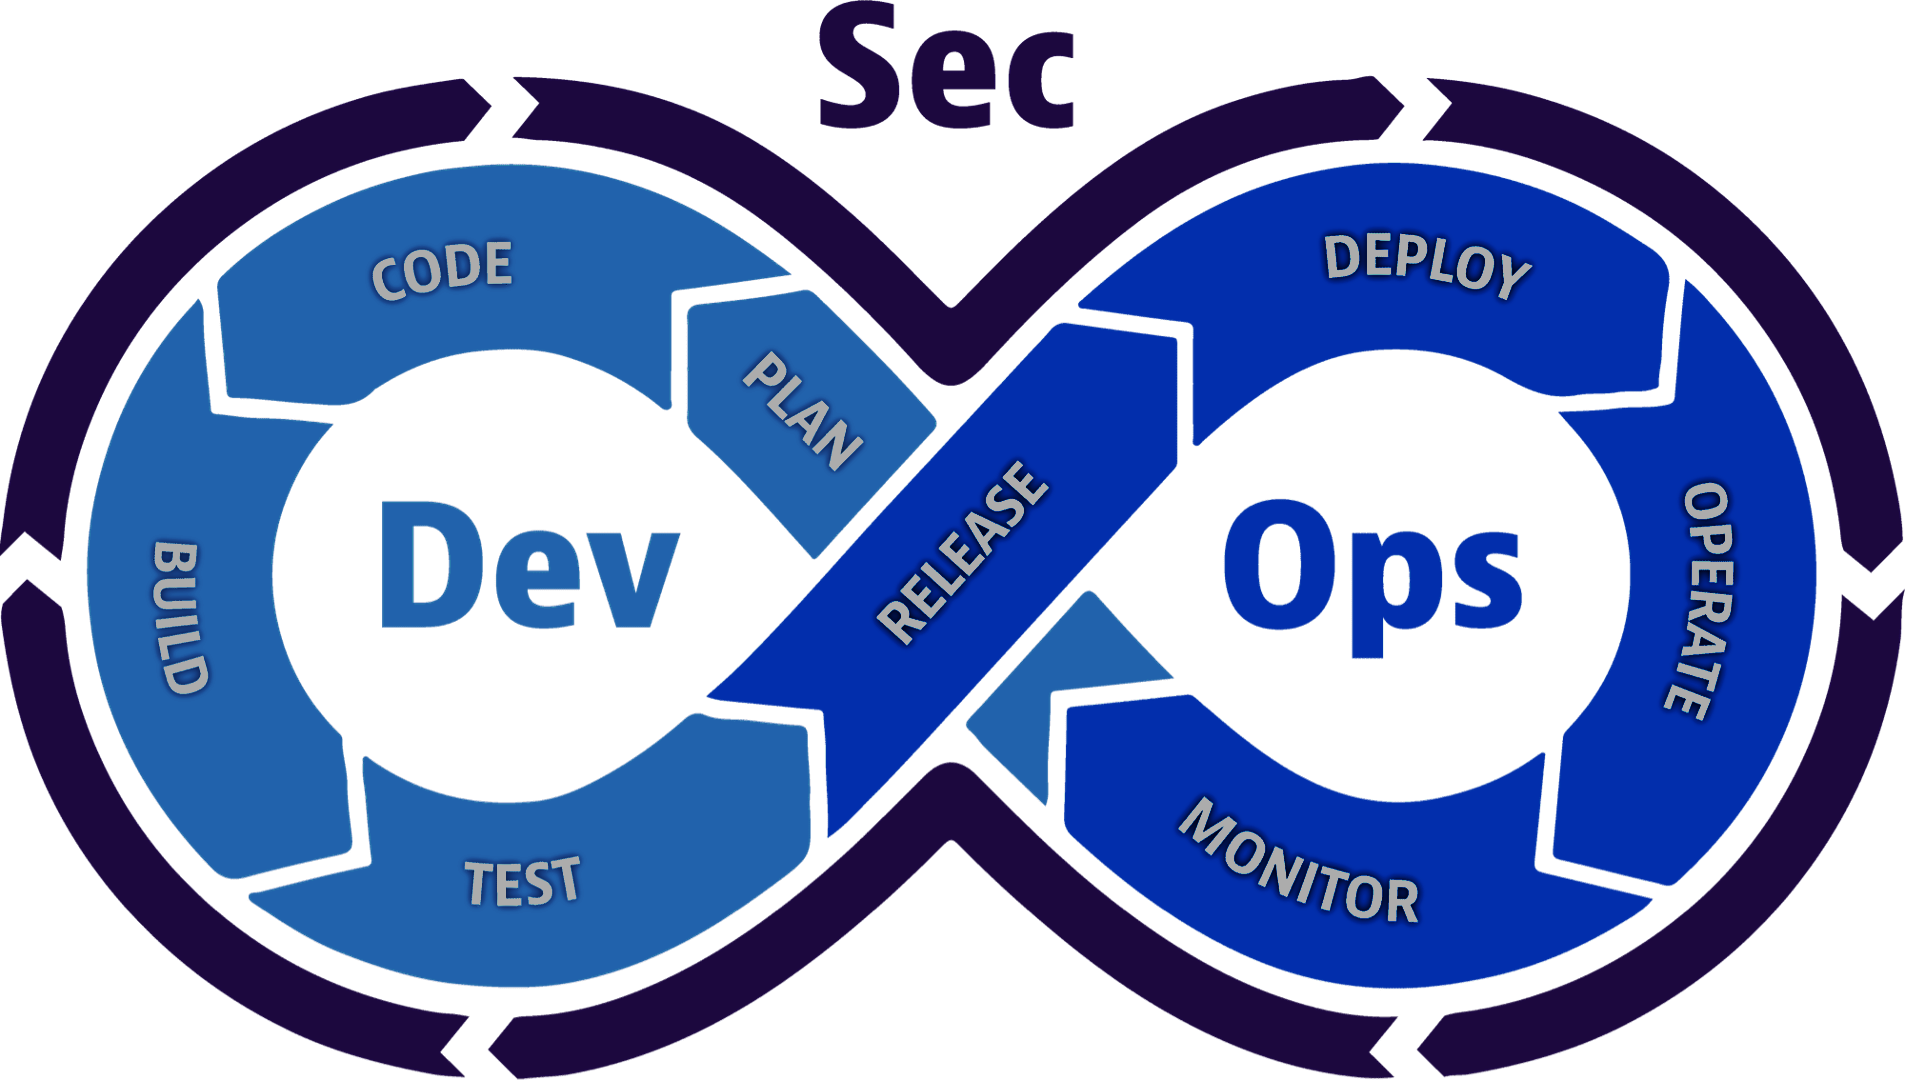 Sec
CODE
DEPLOY
PLAN
Dev
RELEASE
Ops
BUILD
OPERATE
TEST
MONITOR